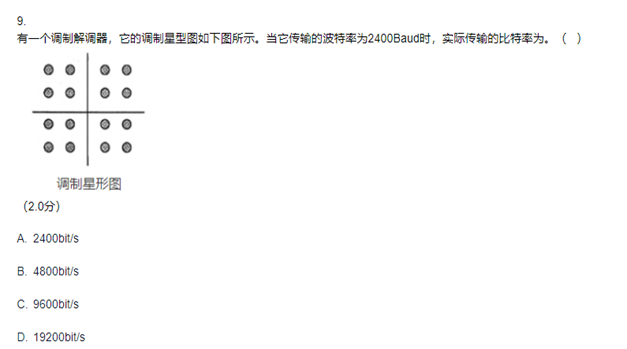 9.
有一个调制解调器，它的调制星型图如下图所示。当它传输的波特率为2400Baud时，实际传输的比特率为。（ ）
调制星形图
（2.0分）
A. 2400bit/s
B. 4800bit/s
C. 9600bit/s
D. 19200bit/s